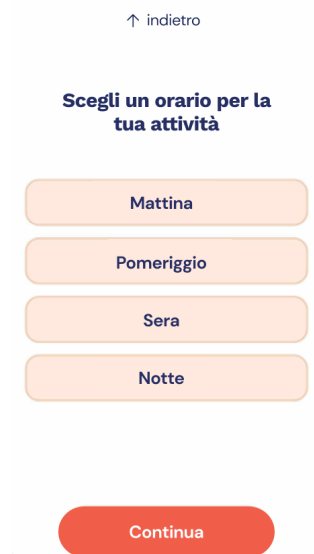 ↑ indietro
Scegli un orario per la
tua attività
Mattina
Pomeriggio
Sera
Notte
Continua